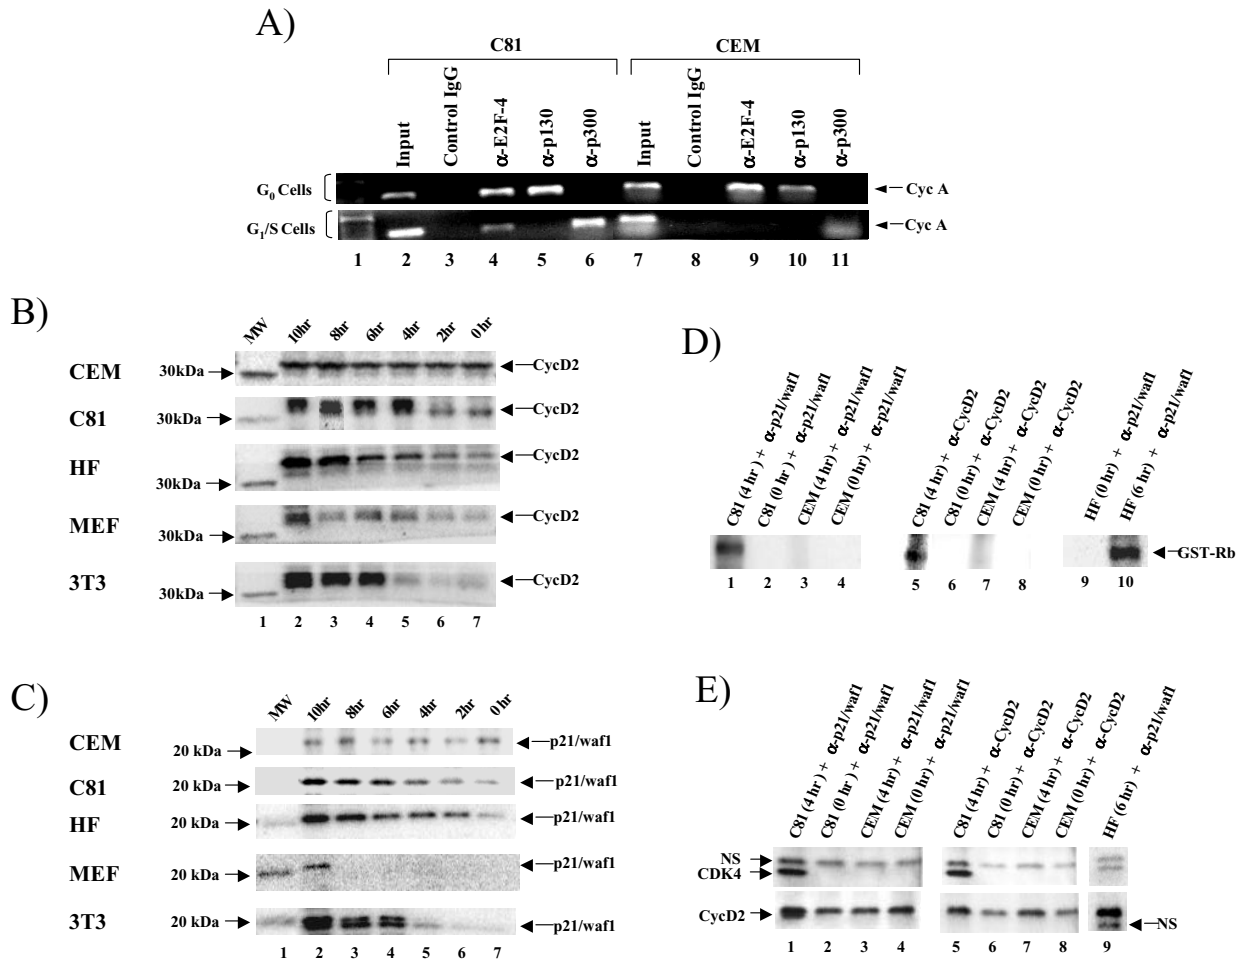 A)
C81 CEM
Input Control IgG α-E2F-4 α-p130 α-p300 Input Control IgG α-E2F-4 α-p130 α-p300
G0 Cells Cyc A
G1/S Cells Cyc A
1 2 3 4 5 6 7 8 9 10 11
B)
MW 10hr 8hr 6hr 4hr 2hr 0 hr
CEM 30kDa CycD2
C81 30kDa CycD2
HF 30kDa CycD2
MEF 30kDa CycD2
3T3 30kDa CycD2
1 2 3 4 5 6 7
C)
MW 10hr 8hr 6hr 4hr 2hr 0 hr
CEM 20 kDa p21/waf1
C81 20 kDa p21/waf1
HF 20 kDa p21/waf1
MEF 20 kDa p21/waf1
3T3 20 kDa p21/waf1
1 2 3 4 5 6 7
D)
C81 (4 hr) + α-p21/waf1
C81 (0 hr) + α-p21/waf1
CEM (4 hr) + α-p21/waf1
CEM (0 hr) + α-p21/waf1
C81 (4 hr) + α-CycD2
C81 (0 hr) + α-CycD2
CEM (4 hr) + α-CycD2
CEM (0 hr) + α-CycD2
HF (0 hr) + α-p21/waf1
HF (6 hr) + α-p21/waf1
GST-Rb
1 2 3 4 5 6 7 8 9 10
E)
C81 (4 hr) + α-p21/waf1
C81 (0 hr) + α-p21/waf1
CEM (4 hr) + α-p21/waf1
CEM (0 hr) + α-p21/waf1
C81 (4 hr) + α-CycD2
C81 (0 hr) + α-CycD2
CEM (4 hr) + α-CycD2
CEM (0 hr) + α-CycD2
HF (6 hr) + α-p21/waf1
NS
CDK4
CycD2
NS
1 2 3 4 5 6 7 8 9